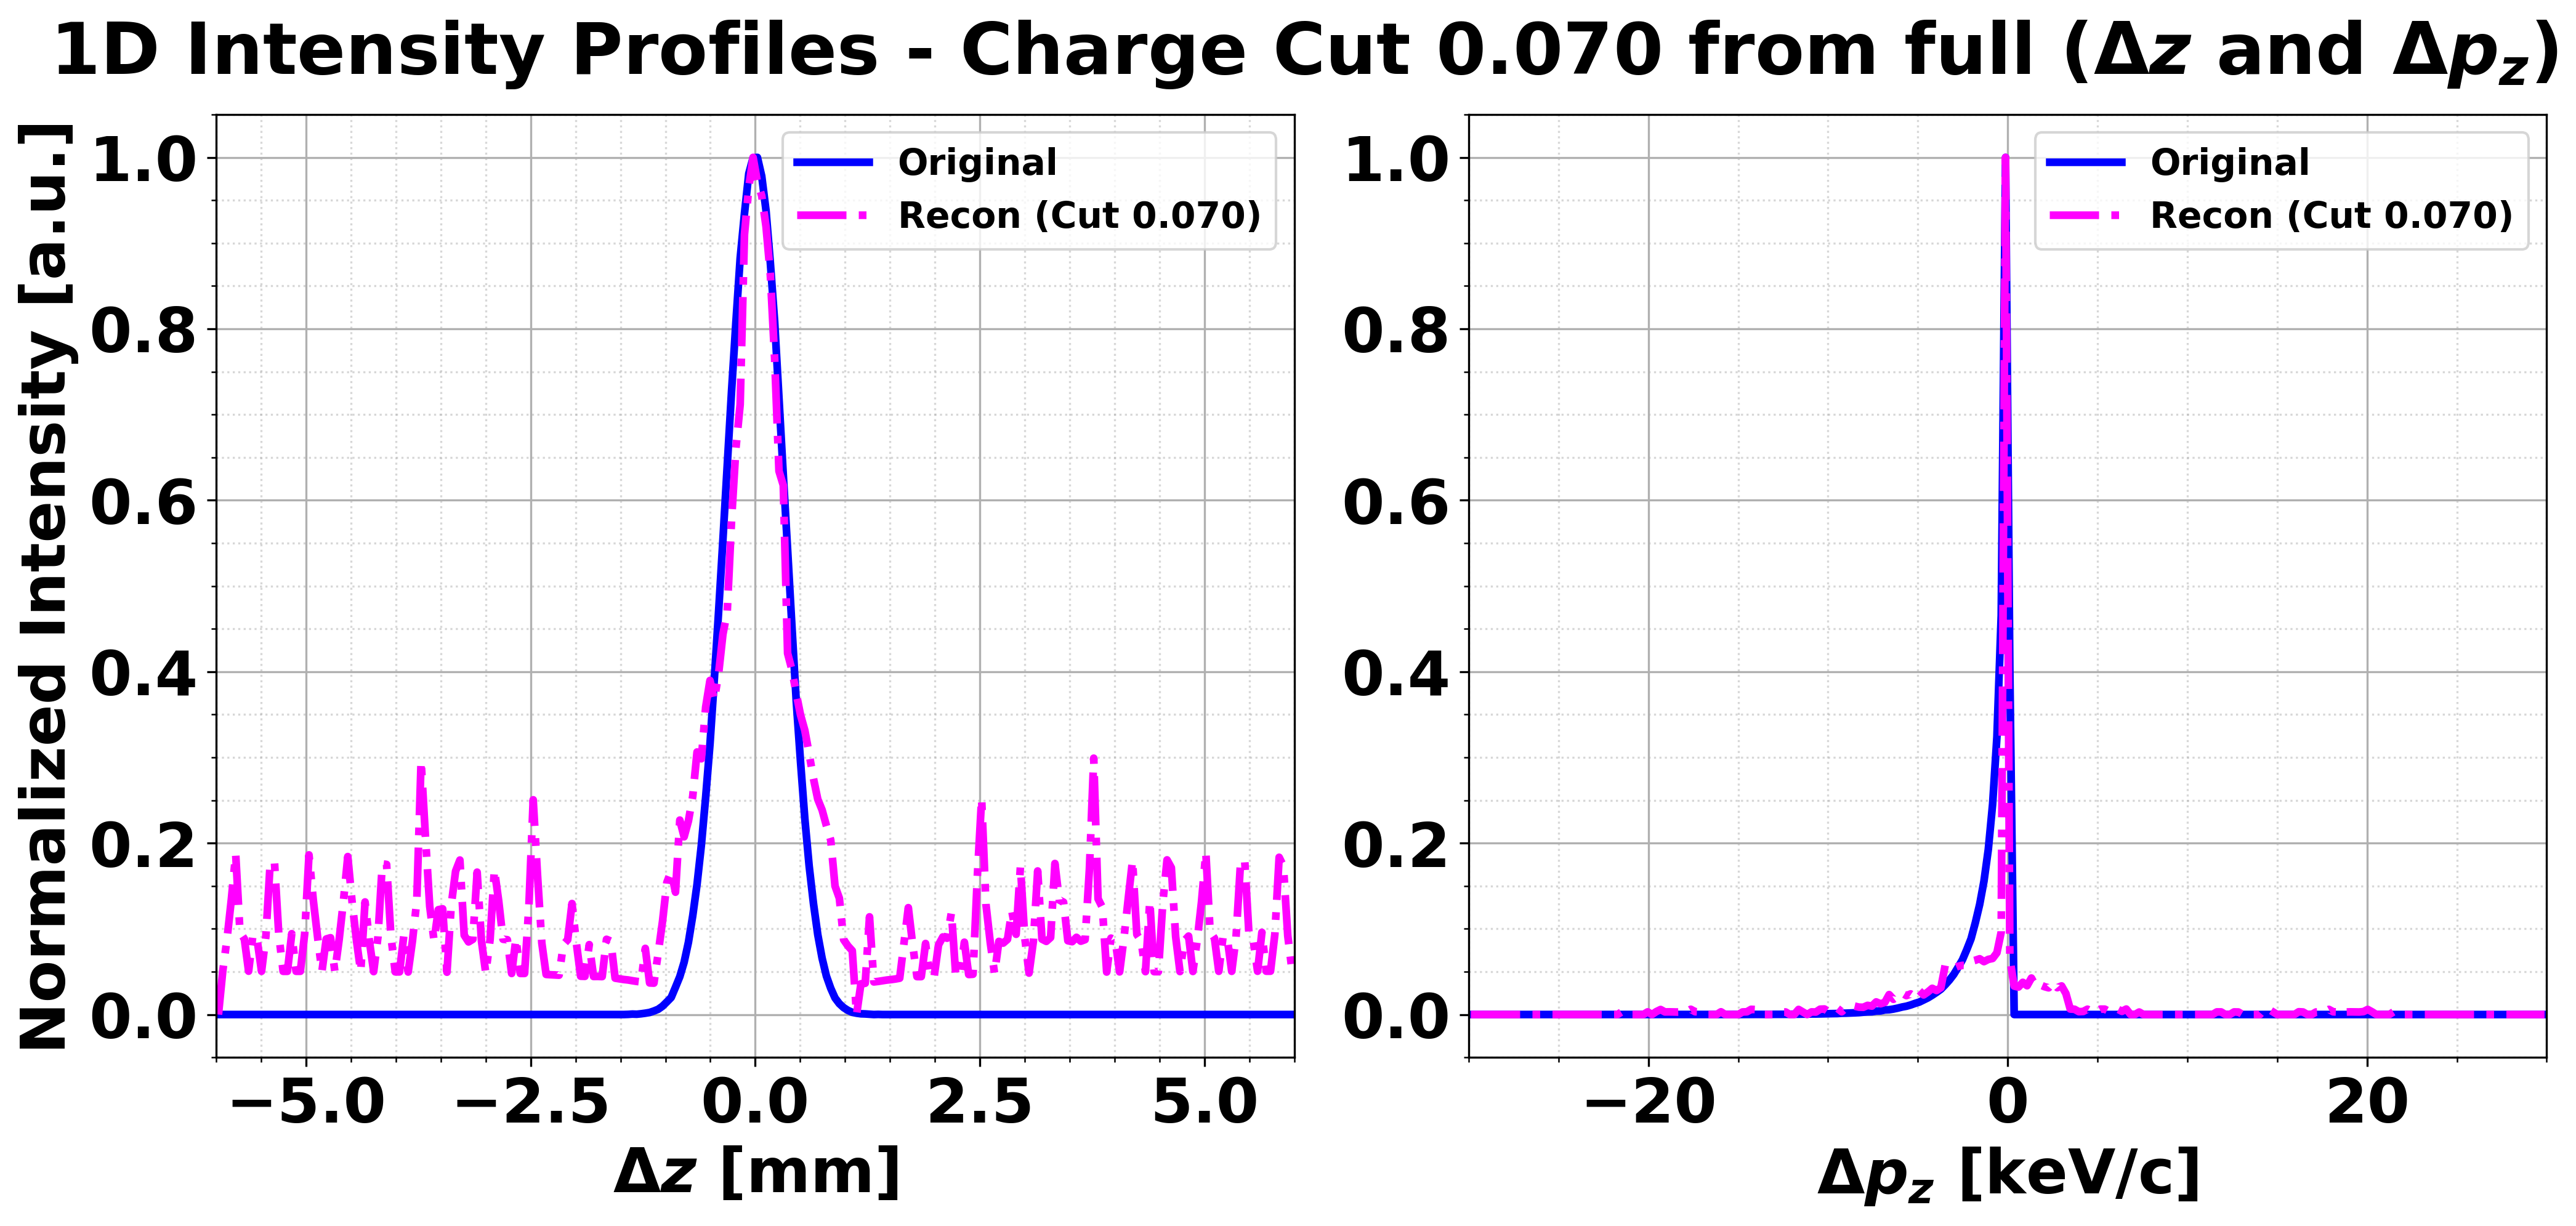 1D Intensity Profiles - Charge Cut 0.070 from full (Δz and Δp_z)
Normalized Intensity [a.u.]
1.0
0.8
0.6
0.4
0.2
0.0
Original
Recon (Cut 0.070)
−5.0 −2.5 0.0 2.5 5.0
Δz [mm]
1.0
0.8
0.6
0.4
0.2
0.0
Original
Recon (Cut 0.070)
−20 0 20
Δp_z [keV/c]